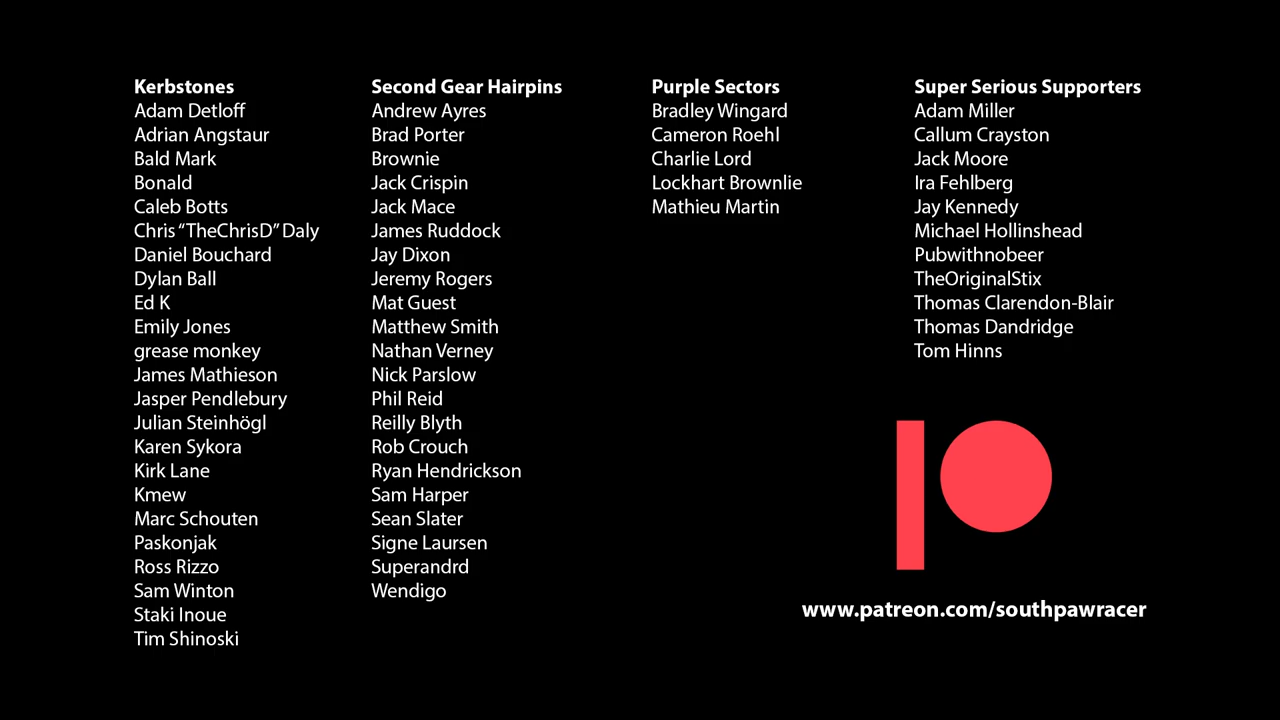 Kerbstones
Adam Detloff
Adrian Angstaur
Bald Mark
Bonald
Caleb Botts
Chris “TheChrisD” Daly
Daniel Bouchard
Dylan Ball
Ed K
Emily Jones
grease monkey
James Mathieson
Jasper Pendlebury
Julian Steinhögl
Karen Sykora
Kirk Lane
Kmew
Marc Schouten
Paskonjak
Ross Rizzo
Sam Winton
Staki Inoue
Tim Shinoski
Second Gear Hairpins
Andrew Ayres
Brad Porter
Brownie
Jack Crispin
Jack Mace
James Ruddock
Jay Dixon
Jeremy Rogers
Mat Guest
Matthew Smith
Nathan Verney
Nick Parslow
Phil Reid
Reilly Blyth
Rob Crouch
Ryan Hendrickson
Sam Harper
Sean Slater
Signe Laursen
Superandrd
Wendigo
Purple Sectors
Bradley Wingard
Cameron Roehl
Charlie Lord
Lockhart Brownlie
Mathieu Martin
Super Serious Supporters
Adam Miller
Callum Crayston
Jack Moore
Ira Fehlberg
Jay Kennedy
Michael Hollinshead
Pubwithnobeer
TheOriginalStix
Thomas Clarendon-Blair
Thomas Dandridge
Tom Hinns
www.patreon.com/southpawracer